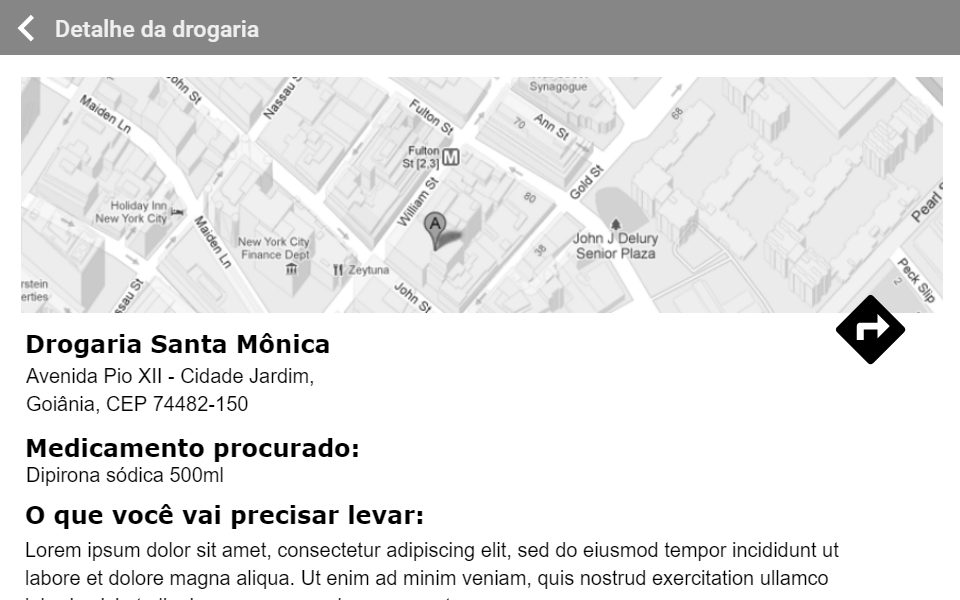 Detalhe da drogaria
Maiden Ln
John St
Nassau S
Fulton St
Synagogue
70
Ann St
68
Fulton
St [2,3] M
William St
80
Gold St
Pearl S
Holiday Inn
New York City
Maiden Ln
New York City
Finance Dept
A
38
John J Delury
Senior Plaza
Zeytuna
rstein
erties
ssau St
John St
Peck Slip
2
Drogaria Santa Mônica
Avenida Pio XII - Cidade Jardim,
Goiânia, CEP 74482-150
Medicamento procurado:
Dipirona sódica 500ml
O que você vai precisar levar:
Lorem ipsum dolor sit amet, consectetur adipiscing elit, sed do eiusmod tempor incididunt ut
labore et dolore magna aliqua. Ut enim ad minim veniam, quis nostrud exercitation ullamco